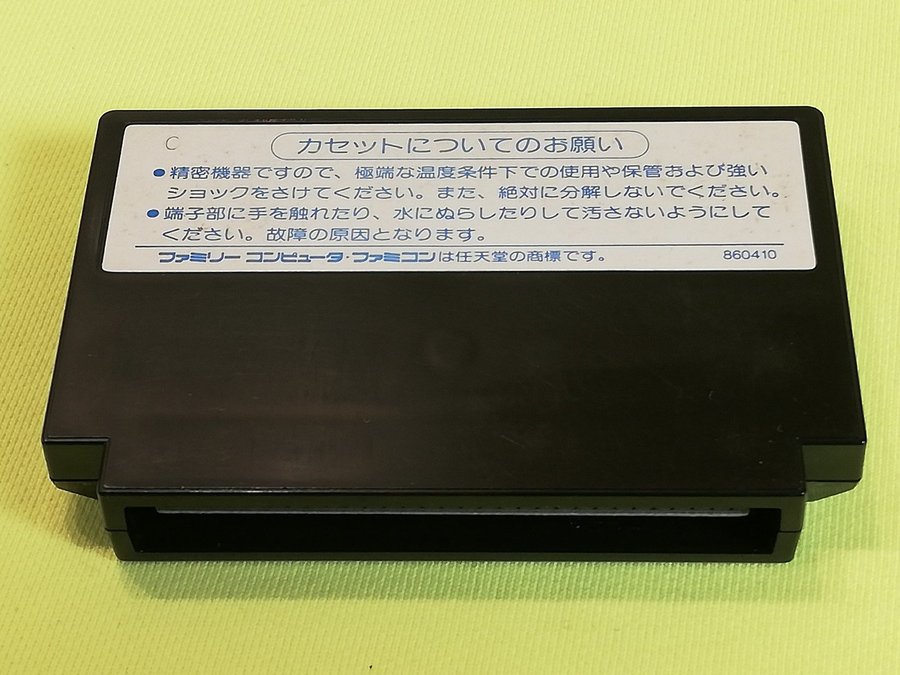 C
カセットについてのお願い
●精密機器ですので、極端な温度条件下での使用や保管および強い
ショックをさけてください。また、絶対に分解しないでください。
●端子部に手を触れたり、水にぬらしたりして汚さないようにして
ください。故障の原因となります。
ファミリー コンピュータ・ファミコンは任天堂の商標です。 860410